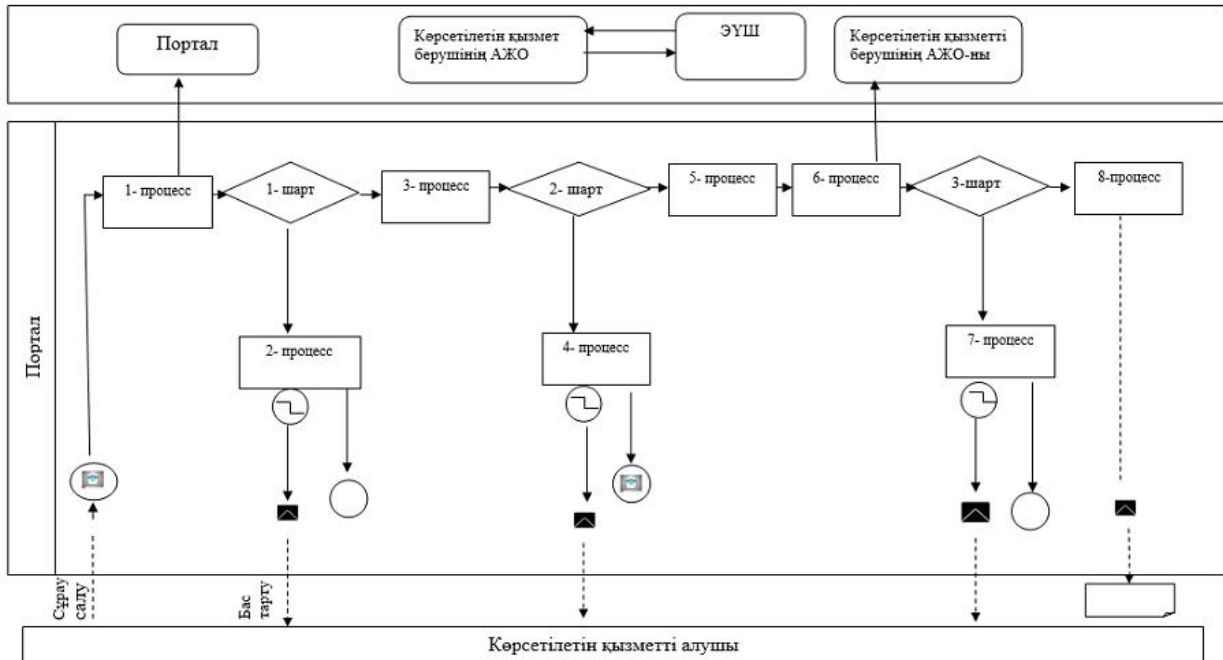 Портал
Көрсетілетін қызмет
берушінің АЖО
ЭҮШ
Көрсетілетін қызметті
берушінің АЖО-ны
Портал
1- процесс
1- шарт
3- процесс
2- шарт
5- процесс
6- процесс
3-шарт
8-процесс
2- процесс
4- процесс
7- процесс
Сұрау
салу
Бас
тарту
Көрсетілетін қызметті алушы